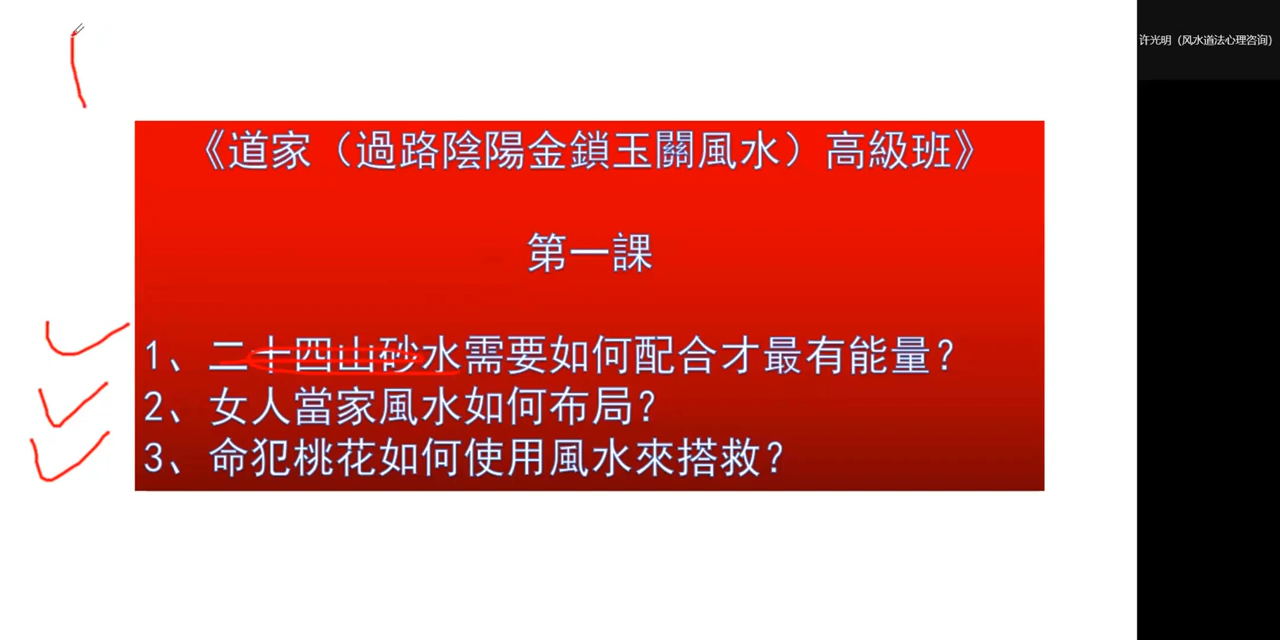 许光明（风水道法心理咨询）
《道家（過路陰陽金鎖玉關風水）高級班》
第一課
1、二十四山砂水需要如何配合才最有能量？
2、女人當家風水如何布局？
3、命犯桃花如何使用風水來搭救？